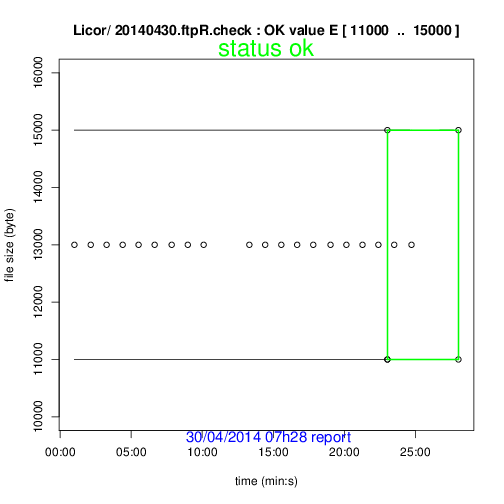 Licor/ 20140430.ftpR.check : OK value E [ 11000 .. 15000 ]
status ok
16000
15000
14000
13000
12000
11000
10000
file size (byte)
30/04/2014 07h28 report
00:00 05:00 10:00 15:00 20:00 25:00
time (min:s)